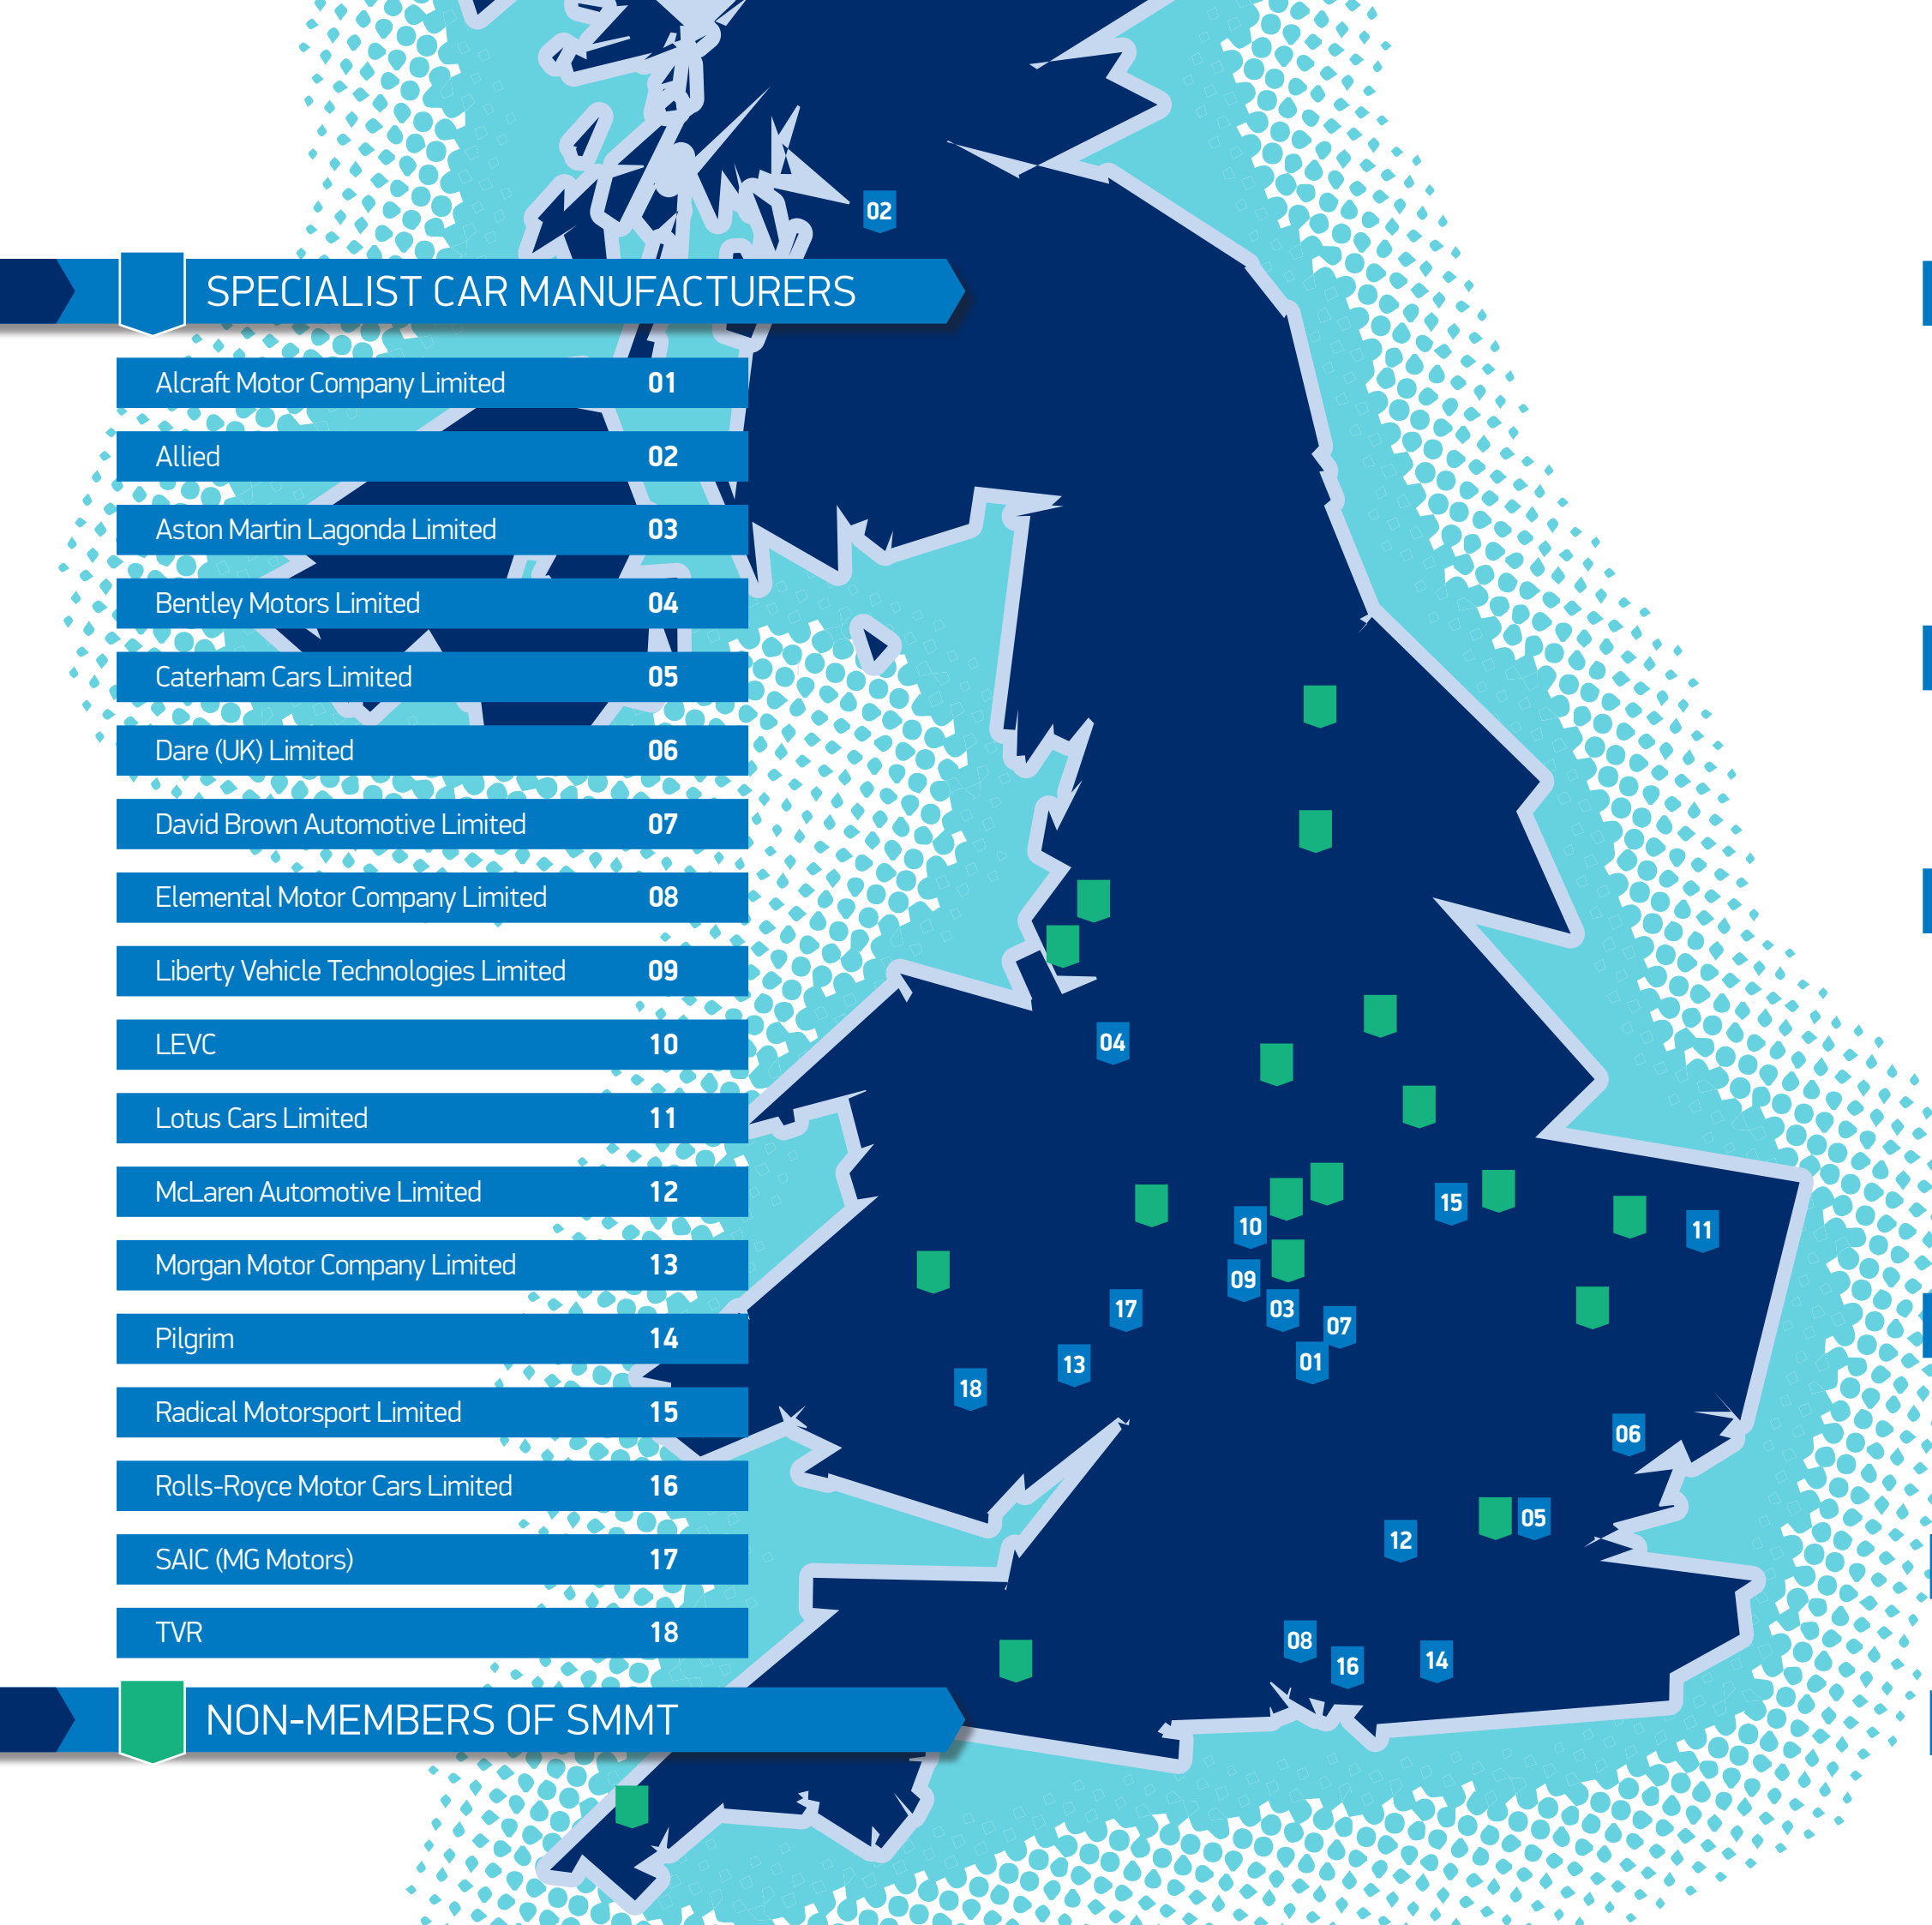 02
SPECIALIST CAR MANUFACTURERS
Alcraft Motor Company Limited 01
Allied 02
Aston Martin Lagonda Limited 03
Bentley Motors Limited 04
Caterham Cars Limited 05
Dare (UK) Limited 06
David Brown Automotive Limited 07
Elemental Motor Company Limited 08
Liberty Vehicle Technologies Limited 09
LEVC 10
Lotus Cars Limited 11
McLaren Automotive Limited 12
Morgan Motor Company Limited 13
Pilgrim 14
Radical Motorsport Limited 15
Rolls-Royce Motor Cars Limited 16
SAIC (MG Motors) 17
TVR 18
NON-MEMBERS OF SMMT
04
15
10
11
09
17
03
07
01
13
18
06
05
12
08
16
14